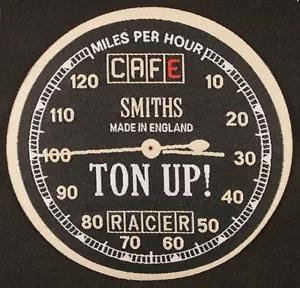 MILES PER HOUR
CAFE
120 10
SMITHS
110 20
MADE IN ENGLAND
100 30
TON UP!
90 40
80 RACER 50
70 60